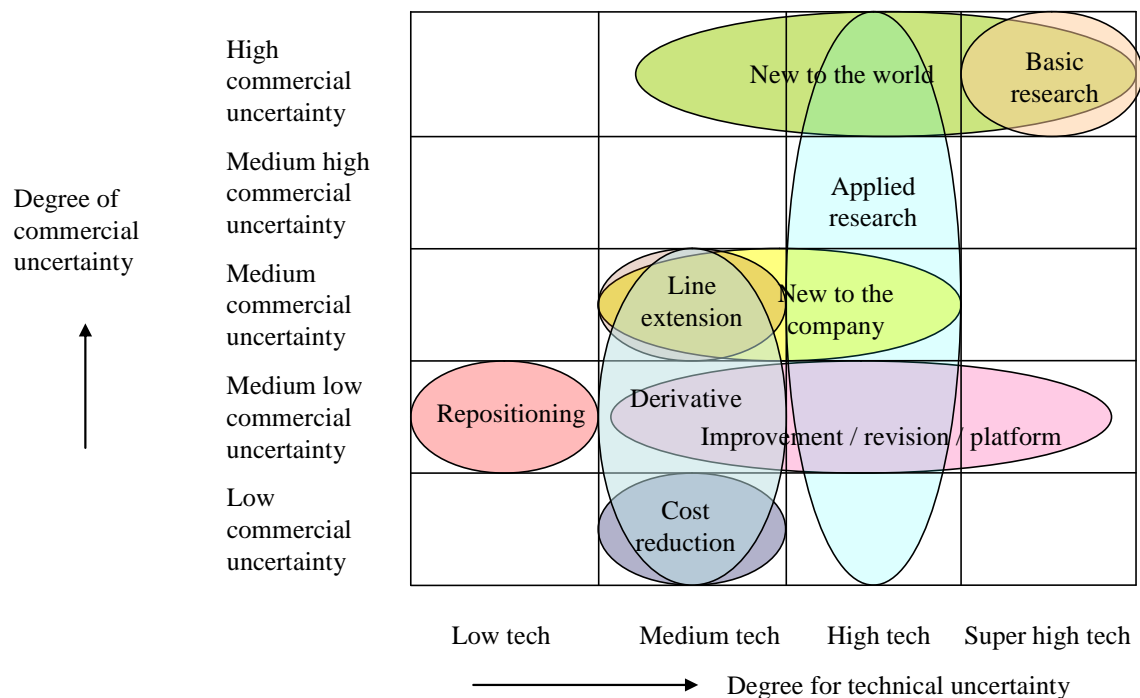 High
commercial
uncertainty
New to the world
Basic
research
Medium high
commercial
uncertainty
Degree of
commercial
uncertainty
Applied
research
Medium
commercial
uncertainty
Line
extension
New to the
company
Medium low
commercial
uncertainty
Repositioning
Derivative
Improvement / revision / platform
Low
commercial
uncertainty
Cost
reduction
Low tech
Medium tech
High tech
Super high tech
Degree for technical uncertainty